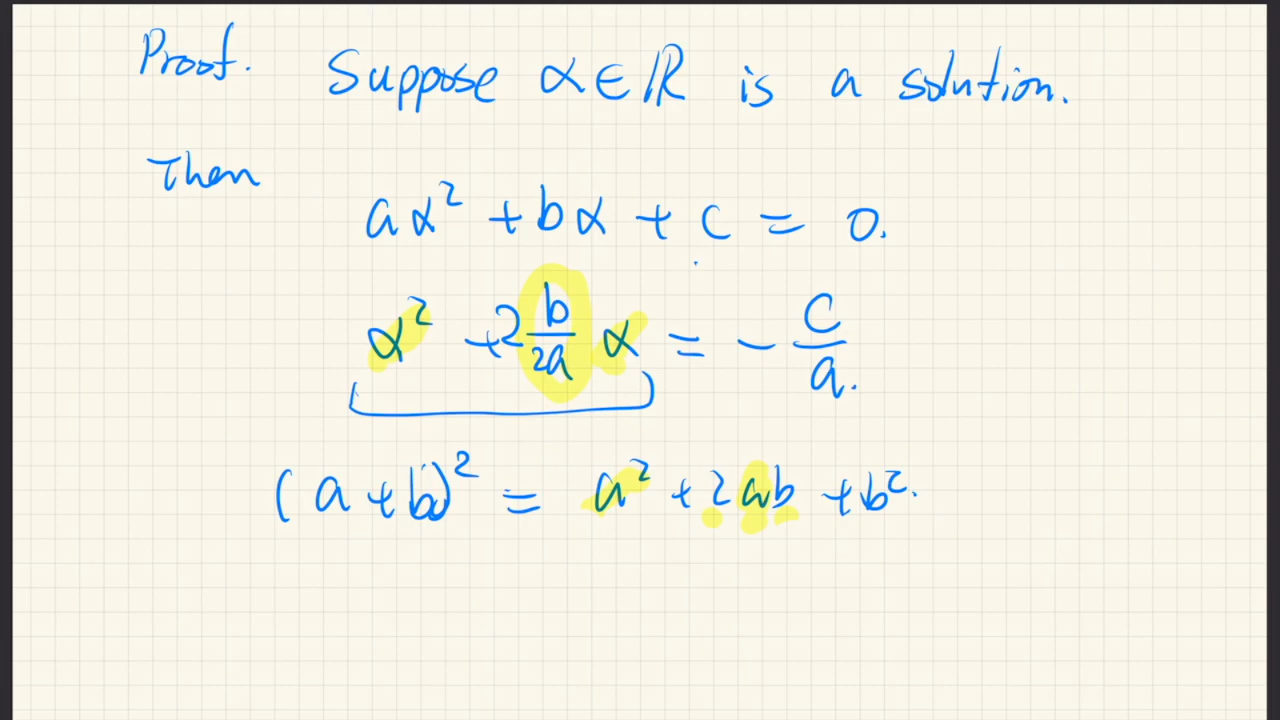 Proof. Suppose α∈ℝ is a solution.
Then
aα² + bα + c = 0.
α² + 2 b/2a α = - c/a.
(a+b)² = a² + 2ab + b².